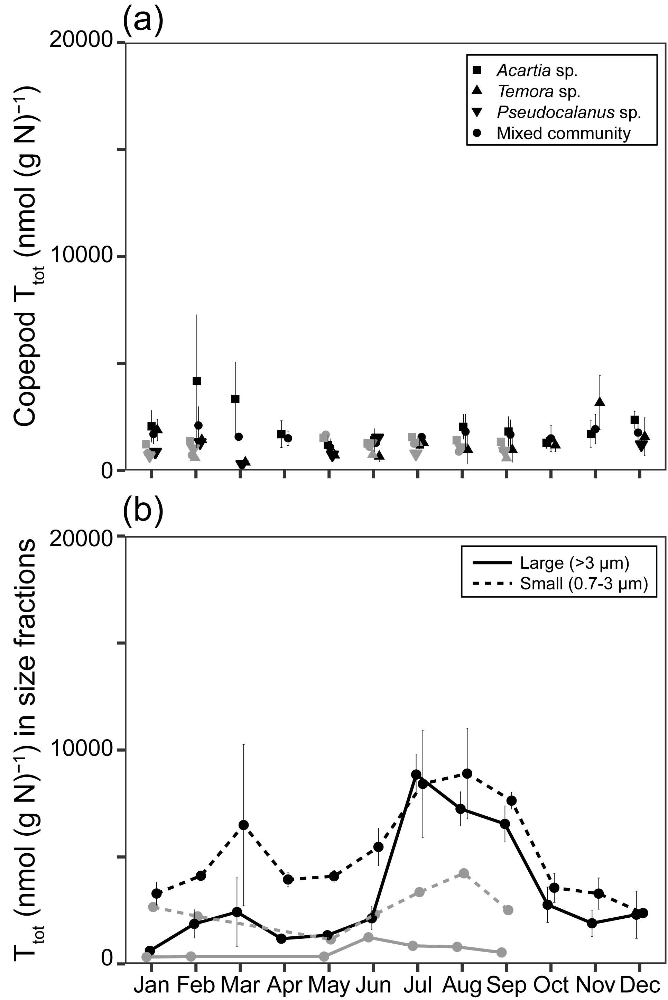 (a)
Copepod Ttot (nmol (g N)−1)
20000
10000
0
Acartia sp.
Temora sp.
Pseudocalanus sp.
Mixed community
(b)
Ttot (nmol (g N)−1) in size fractions
20000
10000
0
Large (>3 µm)
Small (0.7-3 µm)
Jan Feb Mar Apr May Jun Jul Aug Sep Oct Nov Dec